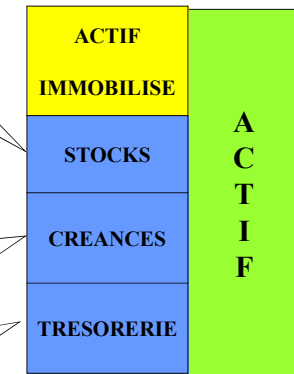 ACTIF
IMMOBILISE
STOCKS
CREANCES
TRESORERIE
A
C
T
I
F